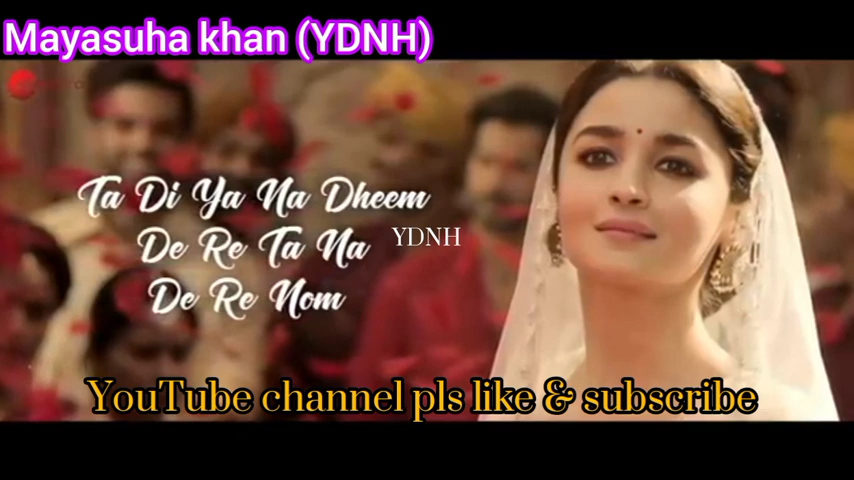 Mayasuha khan (YDNH)
Ta Di Ya Na Dheem
De Re Ta Na
YDNH
De Re Nom
YouTube channel pls like & subscribe